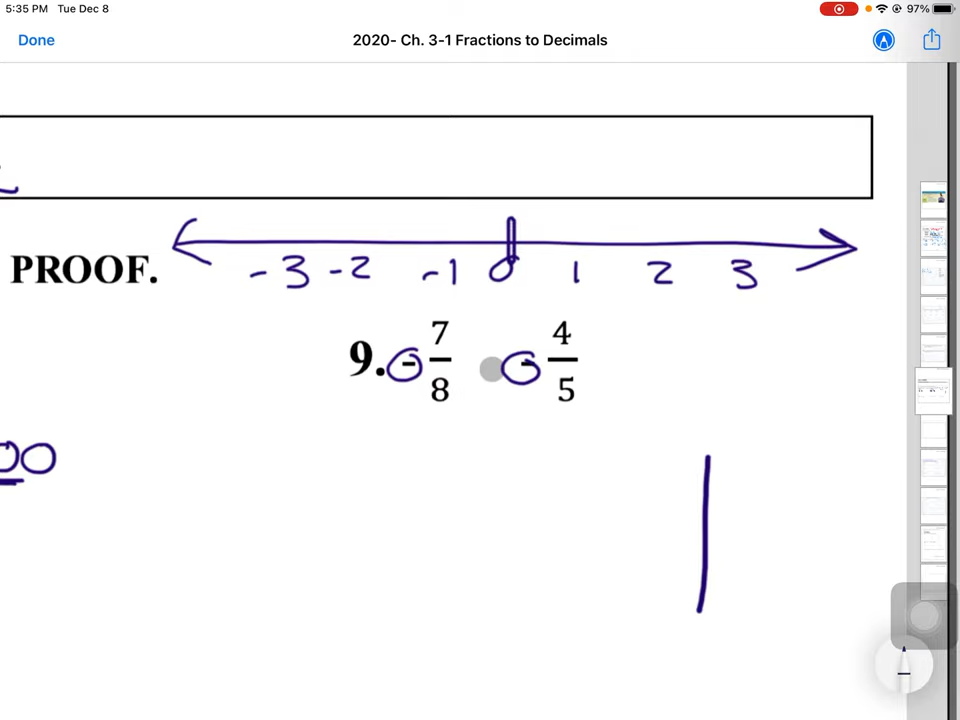 5:35 PM Tue Dec 8 97%
Done 2020- Ch. 3-1 Fractions to Decimals
PROOF.
-3 -2 -1 0 1 2 3
9. - 7/8 - 4/5